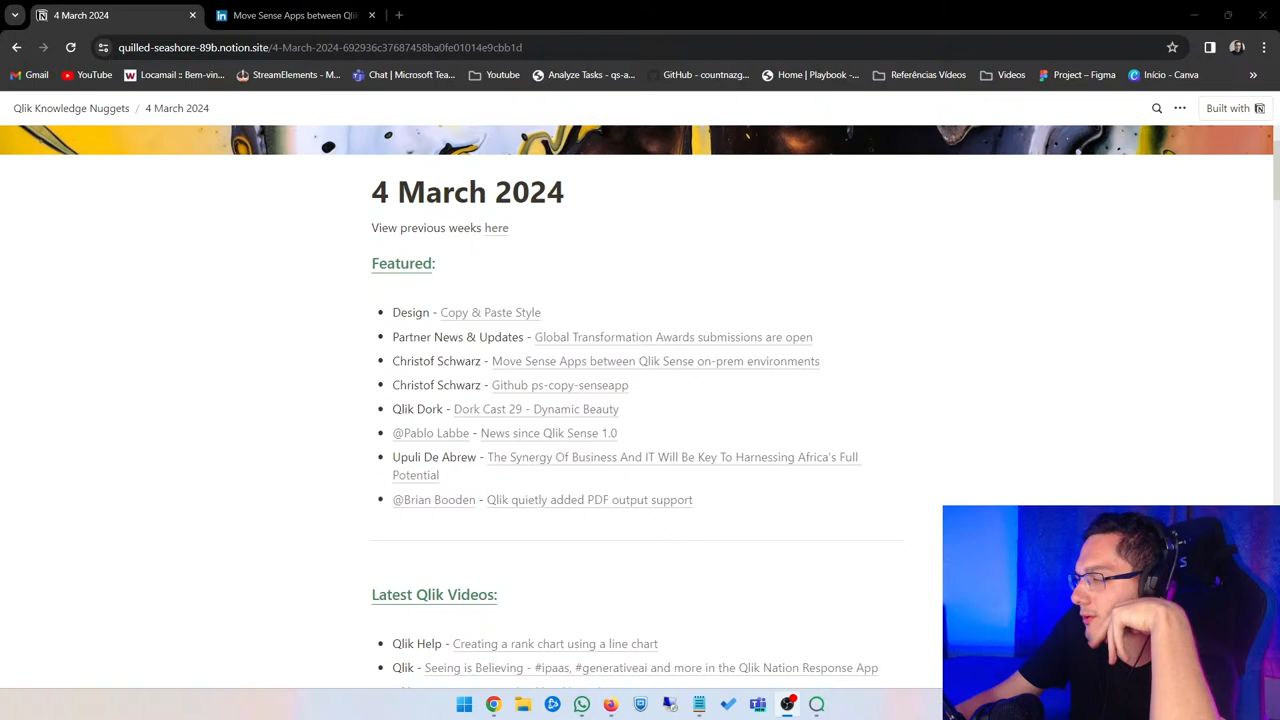 4 March 2024
Move Sense Apps between Qlik
quilled-seashore-89b.notion.site/4-March-2024-692936c37687458ba0fe01014e9cbb1d
Gmail
YouTube
Locamail :: Bem-vin...
StreamElements - M...
Chat | Microsoft Tea...
Youtube
Analyze Tasks - qs-a...
GitHub - countnazg...
Home | Playbook -...
Referências Vídeos
Videos
Project – Figma
Início - Canva
Qlik Knowledge Nuggets / 4 March 2024
Built with
4 March 2024
View previous weeks here
Featured:
• Design - Copy & Paste Style
• Partner News & Updates - Global Transformation Awards submissions are open
• Christof Schwarz - Move Sense Apps between Qlik Sense on-prem environments
• Christof Schwarz - Github ps-copy-senseapp
• Qlik Dork - Dork Cast 29 - Dynamic Beauty
• @Pablo Labbe - News since Qlik Sense 1.0
• Upuli De Abrew - The Synergy Of Business And IT Will Be Key To Harnessing Africa's Full
Potential
• @Brian Booden - Qlik quietly added PDF output support
Latest Qlik Videos:
• Qlik Help - Creating a rank chart using a line chart
• Qlik - Seeing is Believing - #ipaas, #generativeai and more in the Qlik Nation Response App